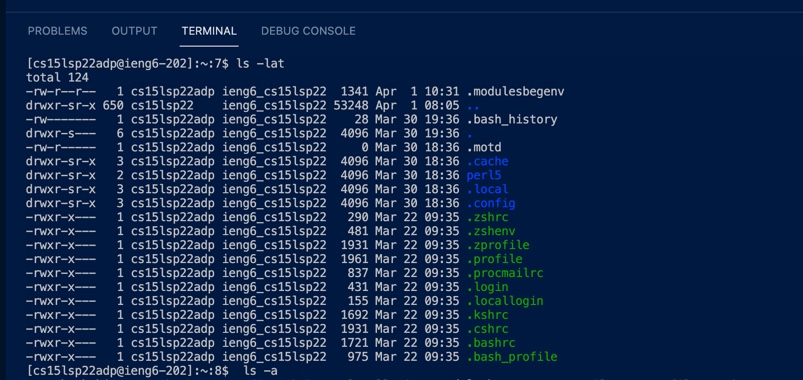 PROBLEMS OUTPUT TERMINAL DEBUG CONSOLE
[cs15lsp22adp@ieng6-202]:~:7$ ls -lat
total 124
-rw-r--r--   1 cs15lsp22adp ieng6_cs15lsp22  1341 Apr  1 10:31 .modulesbegenv
drwxr-sr-x 650 cs15lsp22    ieng6_cs15lsp22 53248 Apr  1 08:05 ..
-rw-------   1 cs15lsp22adp ieng6_cs15lsp22    28 Mar 30 19:36 .bash_history
drwxr-s---   6 cs15lsp22adp ieng6_cs15lsp22  4096 Mar 30 19:36 .
-rw-r-----   1 cs15lsp22adp ieng6_cs15lsp22     0 Mar 30 18:36 .motd
drwxr-sr-x   3 cs15lsp22adp ieng6_cs15lsp22  4096 Mar 30 18:36 .cache
drwxr-sr-x   2 cs15lsp22adp ieng6_cs15lsp22  4096 Mar 30 18:36 perl5
drwxr-sr-x   3 cs15lsp22adp ieng6_cs15lsp22  4096 Mar 30 18:36 .local
drwxr-sr-x   3 cs15lsp22adp ieng6_cs15lsp22  4096 Mar 30 18:36 .config
-rwxr-x---   1 cs15lsp22adp ieng6_cs15lsp22   290 Mar 22 09:35 .zshrc
-rwxr-x---   1 cs15lsp22adp ieng6_cs15lsp22   481 Mar 22 09:35 .zshenv
-rwxr-x---   1 cs15lsp22adp ieng6_cs15lsp22  1931 Mar 22 09:35 .zprofile
-rwxr-x---   1 cs15lsp22adp ieng6_cs15lsp22  1961 Mar 22 09:35 .profile
-rwxr-x---   1 cs15lsp22adp ieng6_cs15lsp22   837 Mar 22 09:35 .procmailrc
-rwxr-x---   1 cs15lsp22adp ieng6_cs15lsp22   431 Mar 22 09:35 .login
-rwxr-x---   1 cs15lsp22adp ieng6_cs15lsp22   155 Mar 22 09:35 .locallogin
-rwxr-x---   1 cs15lsp22adp ieng6_cs15lsp22  1692 Mar 22 09:35 .kshrc
-rwxr-x---   1 cs15lsp22adp ieng6_cs15lsp22  1931 Mar 22 09:35 .cshrc
-rwxr-x---   1 cs15lsp22adp ieng6_cs15lsp22  1721 Mar 22 09:35 .bashrc
-rwxr-x---   1 cs15lsp22adp ieng6_cs15lsp22   975 Mar 22 09:35 .bash_profile
[cs15lsp22adp@ieng6-202]:~:8$  ls -a